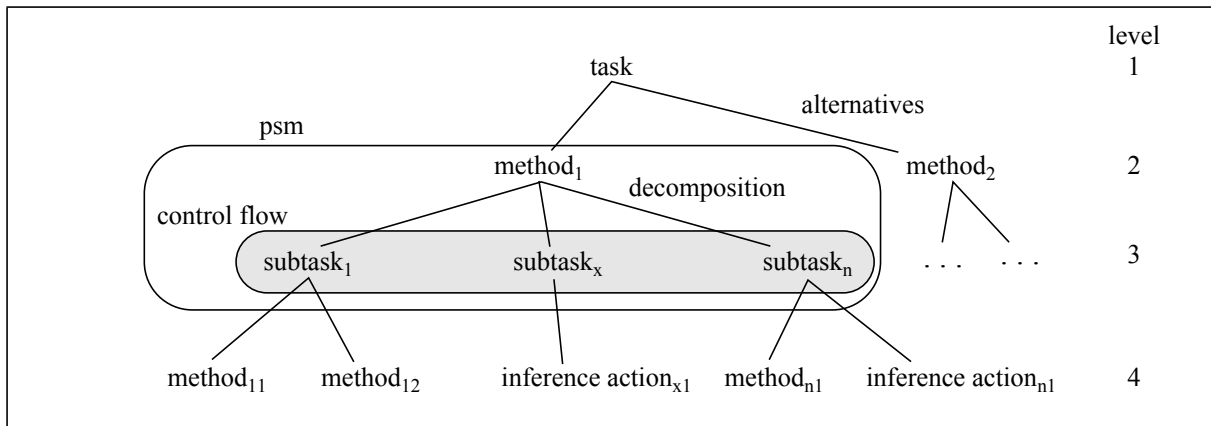 level
task 1
alternatives
psm
method₁ method₂ 2
decomposition
control flow
subtask₁ subtaskₓ subtaskₙ . . . . . . 3
method₁₁ method₁₂ inference actionₓ₁ methodₙ₁ inference actionₙ₁ 4